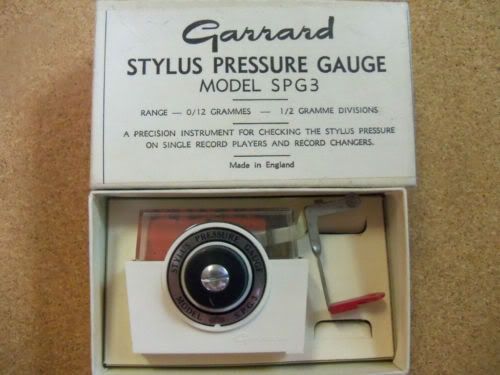 Garrard
STYLUS PRESSURE GAUGE
MODEL SPG3
RANGE — 0/12 GRAMMES — 1/2 GRAMME DIVISIONS
A PRECISION INSTRUMENT FOR CHECKING THE STYLUS PRESSURE
ON SINGLE RECORD PLAYERS AND RECORD CHANGERS.
Made in England
STYLUS PRESSURE GAUGE
MODEL SPG3
Garrard